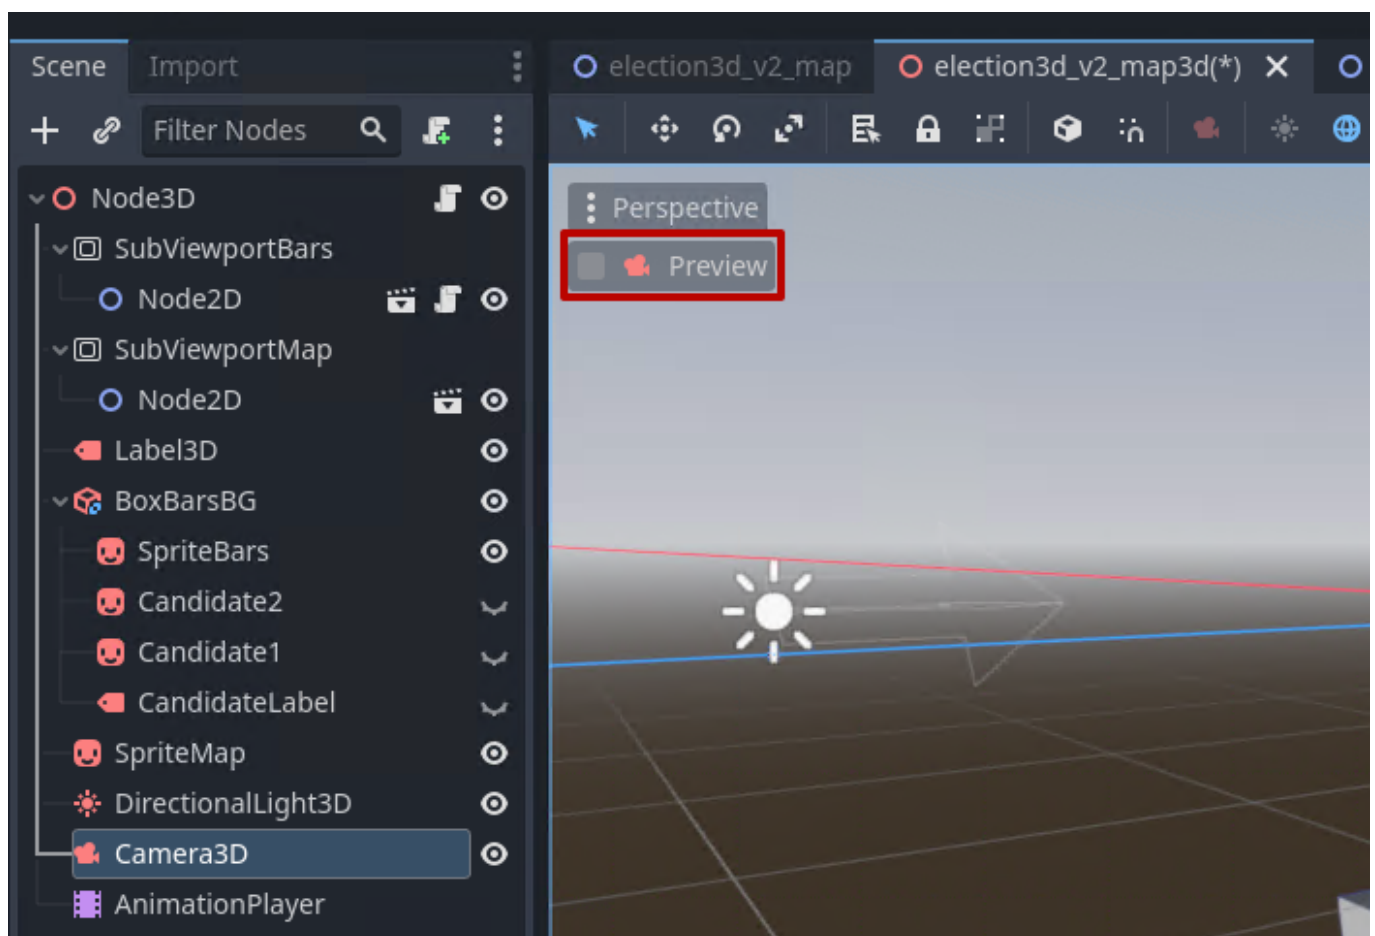 Scene
Import
election3d_v2_map
election3d_v2_map3d(*)
Filter Nodes
Node3D
SubViewportBars
Node2D
SubViewportMap
Node2D
Label3D
BoxBarsBG
SpriteBars
Candidate2
Candidate1
CandidateLabel
SpriteMap
DirectionalLight3D
Camera3D
AnimationPlayer
Perspective
Preview